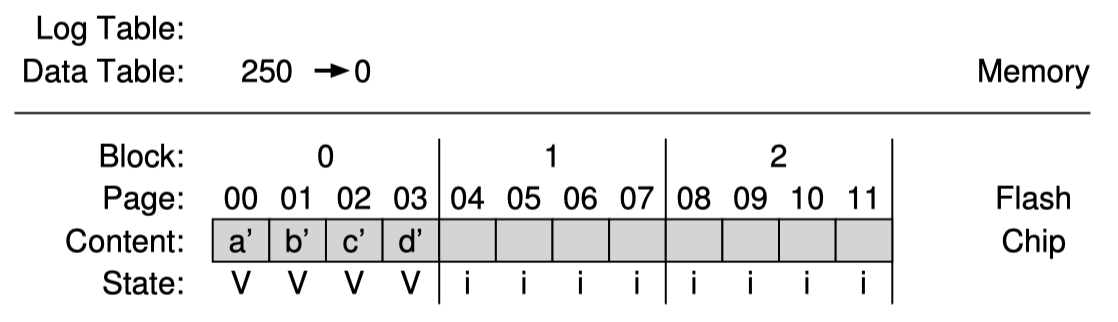 Log Table:
Data Table: 250 → 0 Memory
Block: 0 1 2
Page: 00 01 02 03 04 05 06 07 08 09 10 11 Flash
Content: a’ b’ c’ d’ Chip
State: V V V V i i i i i i i i